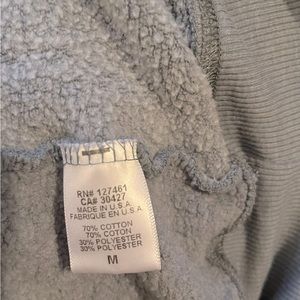 RN# 127461
CA# 30427
MADE IN U.S.A.
FABRIQUE EN U.S.A.
70% COTTON
70% COTON
30% POLYESTER
30% POLYESTER
M